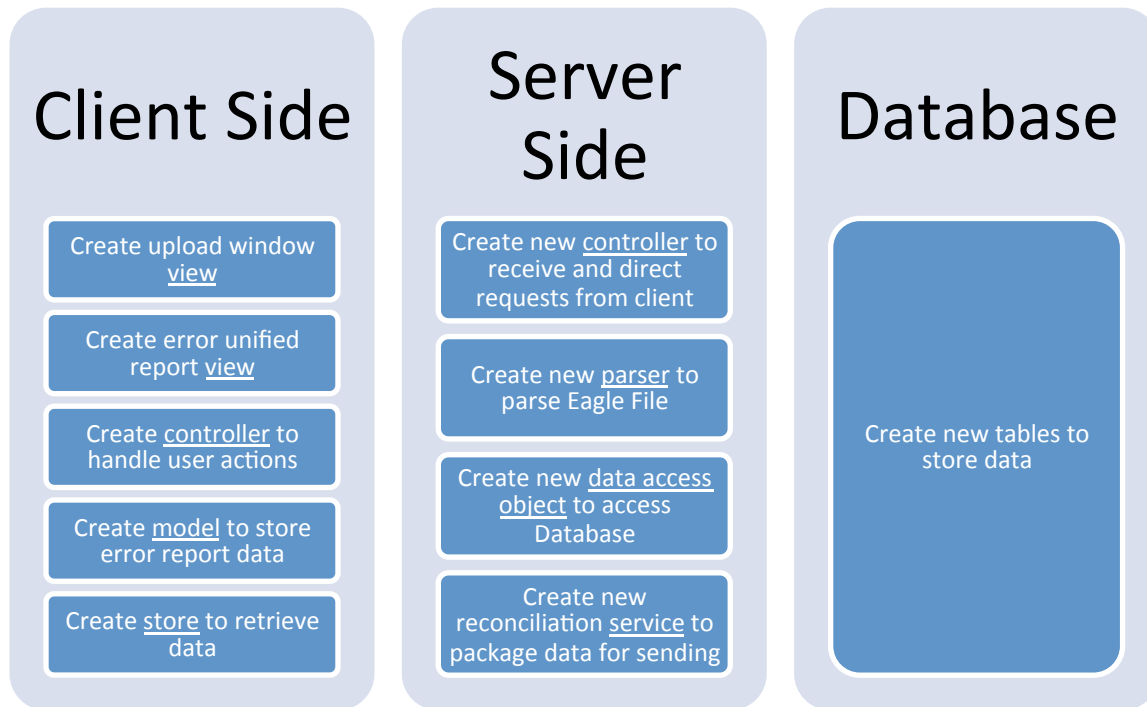 Client Side
Create upload window
view
Create error unified
report view
Create controller to
handle user actions
Create model to store
error report data
Create store to retrieve
data
Server
Side
Create new controller to
receive and direct
requests from client
Create new parser to
parse Eagle File
Create new data access
object to access
Database
Create new
reconciliation service to
package data for sending
Database
Create new tables to
store data